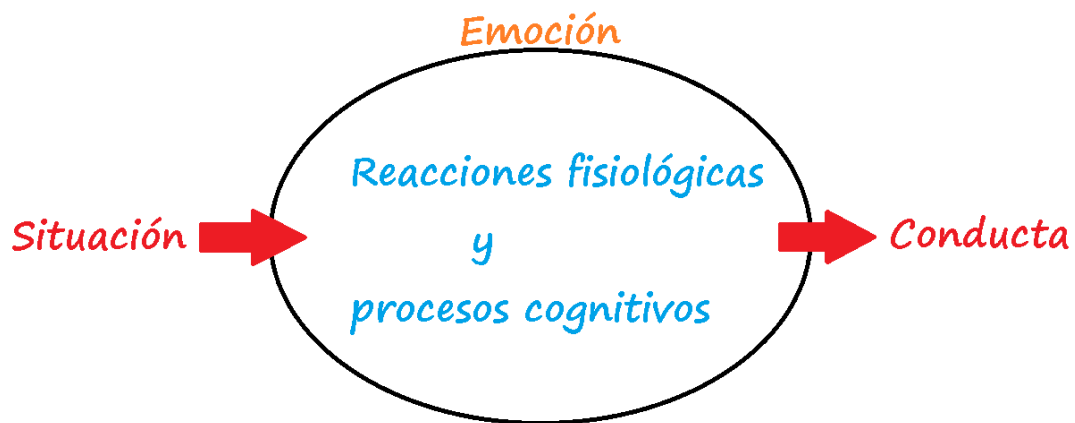 Emoción
Reacciones fisiológicas
Situación
y
Conducta
procesos cognitivos